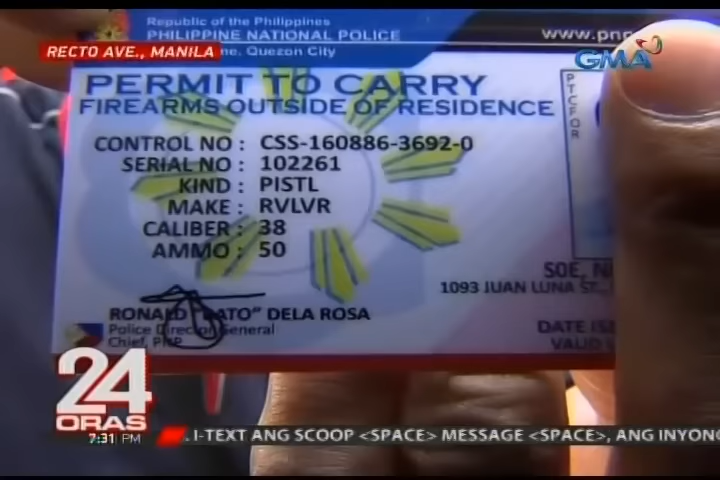 Republic of the Philippines
PHILIPPINE NATIONAL POLICE
www.pnp
RECTO AVE., MANILA
me, Quezon City
GMA
PERMIT TO CARRY
FIREARMS OUTSIDE OF RESIDENCE
PTCFOR
CONTROL NO : CSS-160886-3692-0
SERIAL NO : 102261
KIND : PISTL
MAKE : RVLVR
CALIBER : 38
AMMO : 50
SOE, NI
1093 JUAN LUNA ST.,
RONALD "BATO" DELA ROSA
Police Director General
Chief, PNP
DATE IS
VALID
24
ORAS
7:31 PM
I-TEXT ANG SCOOP <SPACE> MESSAGE <SPACE>, ANG INYONG